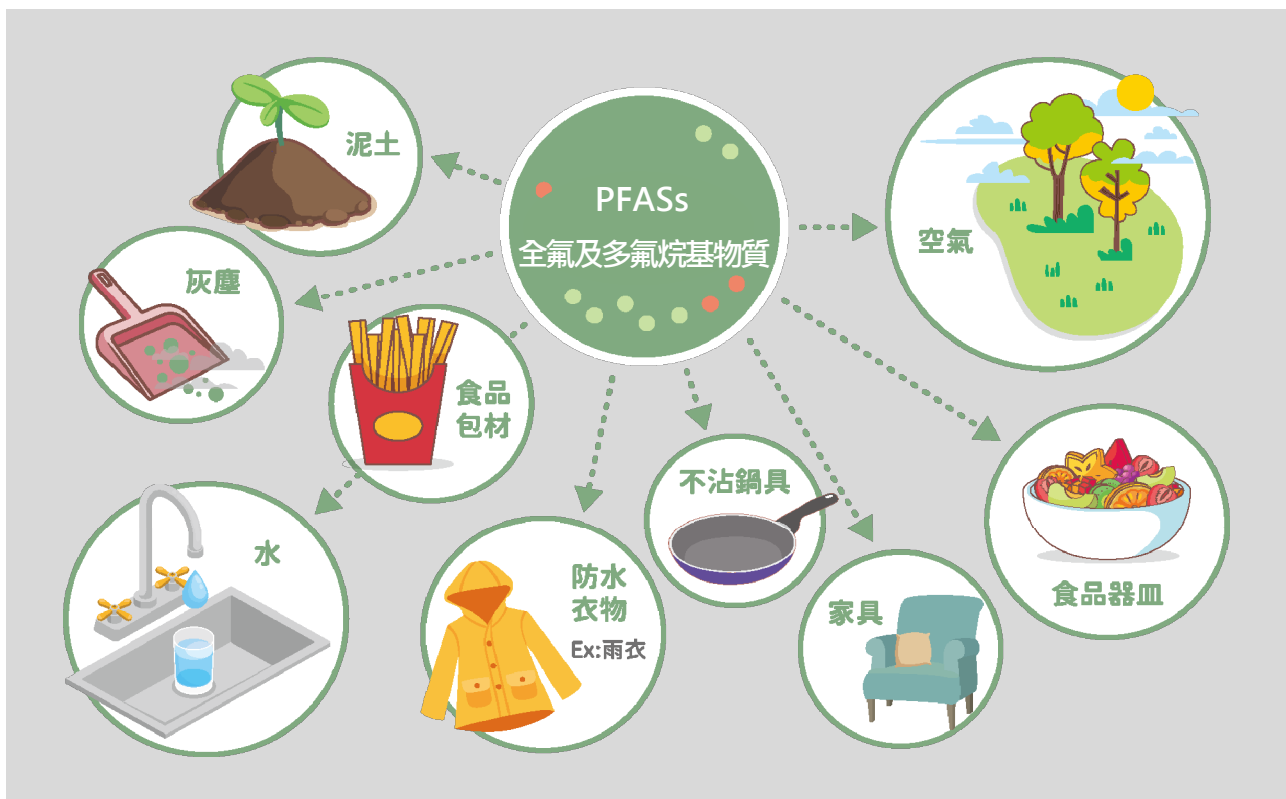 PFASs
全氟及多氟烷基物質
泥土
灰塵
食品
包材
水
防水
衣物
Ex:雨衣
不沾鍋具
家具
食品器皿
空氣